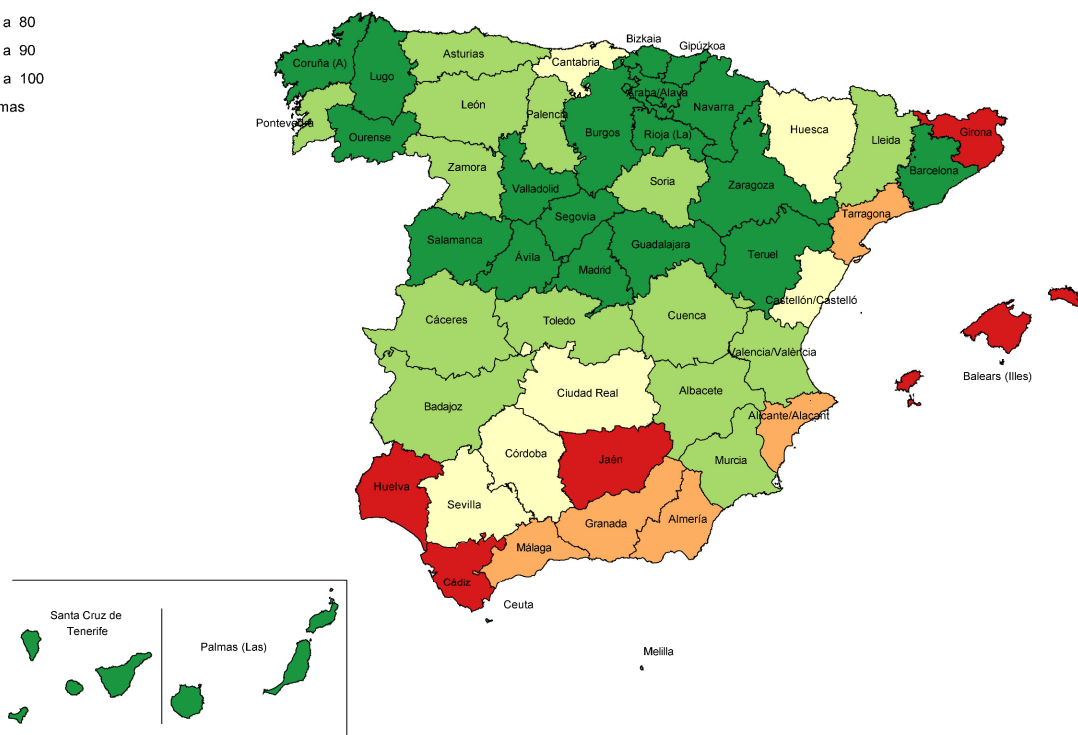 a 80
a 90
a 100
mas
Bizkaia
Gipúzkoa
Coruña (A)
Lugo
Asturias
Cantabria
Araba/Álava
Navarra
León
Palencia
Pontevedra
Ourense
Burgos
Rioja (La)
Huesca
Lleida
Girona
Barcelona
Zamora
Valladolid
Soria
Zaragoza
Tarragona
Segovia
Salamanca
Ávila
Madrid
Guadalajara
Teruel
Castellón/Castelló
Cáceres
Toledo
Cuenca
Valencia/València
Balears (Illes)
Badajoz
Ciudad Real
Albacete
Alicante/Alacant
Córdoba
Jaén
Murcia
Huelva
Sevilla
Granada
Almería
Málaga
Cádiz
Ceuta
Melilla
Santa Cruz de
Tenerife
Palmas (Las)